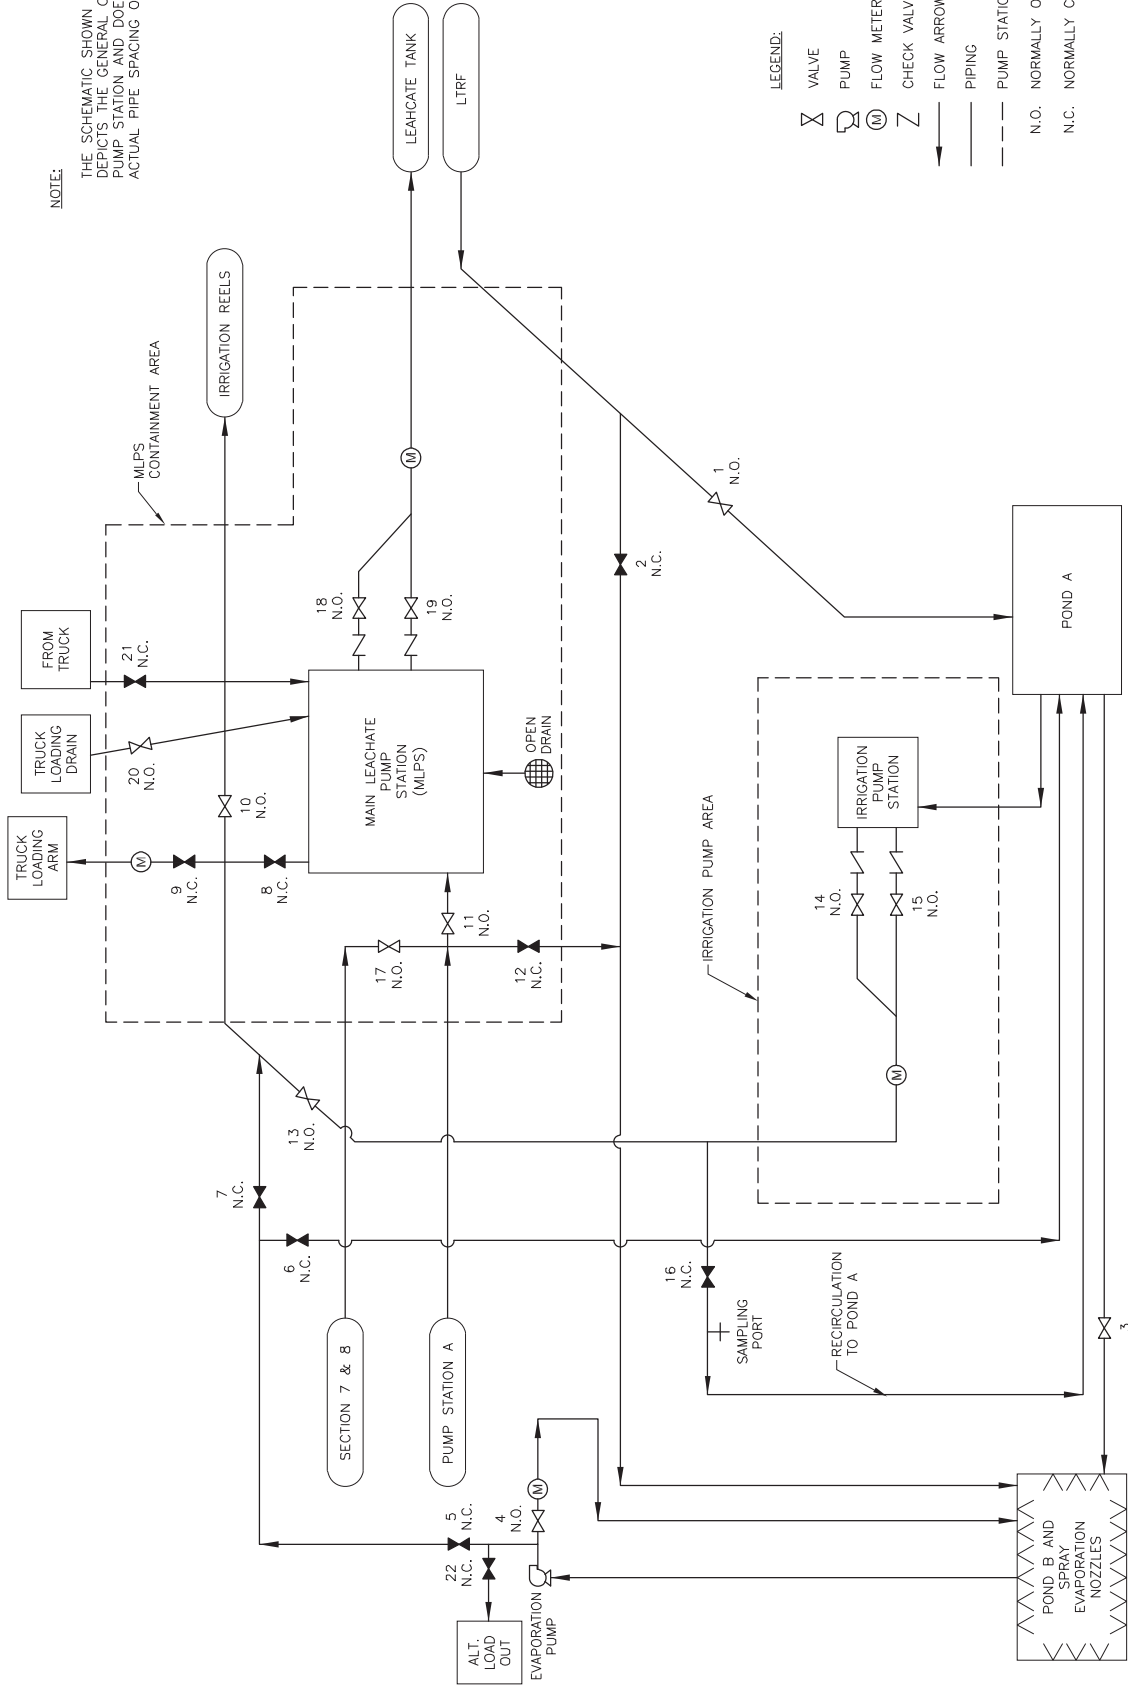 NOTE:
THE SCHEMATIC SHOWN
DEPICTS THE GENERAL
PUMP STATION AND
ACTUAL PIPE SPACING
LEAHCATE TANK
LTRF
IRRIGATION REELS
MLPS
CONTAINMENT AREA
FROM
TRUCK
21
N.C.
TRUCK
LOADING
DRAIN
20
N.O.
TRUCK
LOADING
ARM
M
9
N.C.
8
N.C.
10
N.O.
18
N.O.
19
N.O.
M
MAIN LEACHATE
PUMP
STATION
(MLPS)
OPEN
DRAIN
11
N.O.
17
N.O.
12
N.C.
1
N.O.
2
N.C.
POND A
IRRIGATION PUMP AREA
IRRIGATION
PUMP
STATION
14
N.O.
15
N.O.
M
13
N.O.
7
N.C.
6
N.C.
16
N.C.
SAMPLING
PORT
RECIRCULATION
TO POND A
3
SECTION 7 & 8
PUMP STATION A
5
N.C.
22
N.C.
4
N.O.
M
ALT.
LOAD
OUT
EVAPORATION
PUMP
POND B AND
SPRAY
EVAPORATION
NOZZLES
LEGEND:
VALVE
PUMP
M FLOW METER
CHECK VALV
FLOW ARROW
PIPING
PUMP STATIO
N.O. NORMALLY O
N.C. NORMALLY C